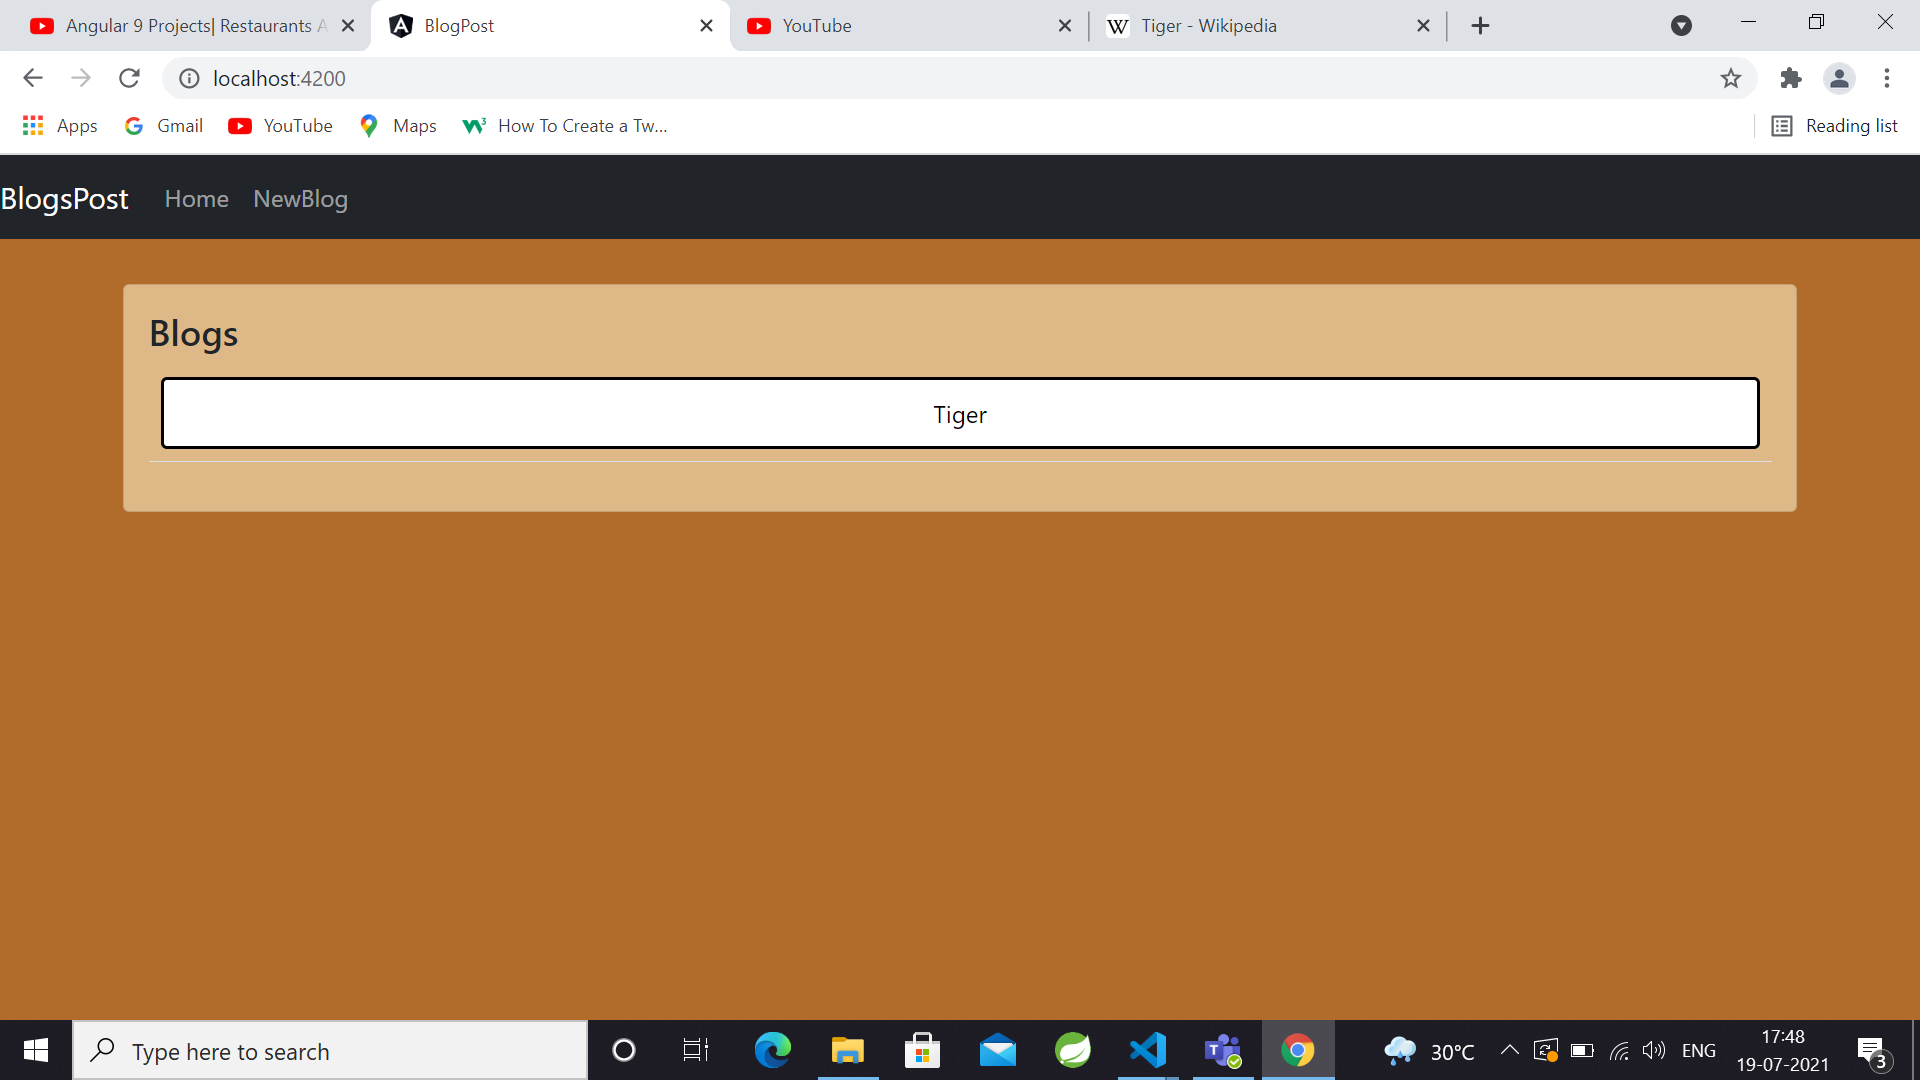 Angular 9 Projects| Restaurants A
BlogPost
YouTube
W Tiger - Wikipedia
localhost:4200
Apps
Gmail
YouTube
Maps
How To Create a Tw...
Reading list
BlogsPost Home NewBlog
Blogs
Tiger
Type here to search
30°C
ENG
17:48
19-07-2021
3